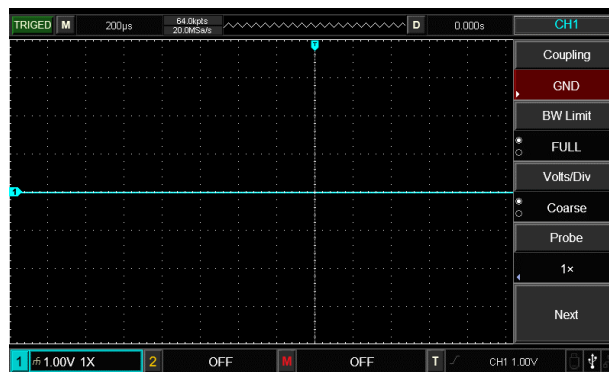 TRIGED M 200µs 64.0kpts D 0.000s CH1
20.0MSa/s
T
Coupling
GND
BW Limit
FULL
Volts/Div
1
Coarse
Probe
1×
Next
1 1.00V 1X 2 OFF M OFF T CH1 1.00V